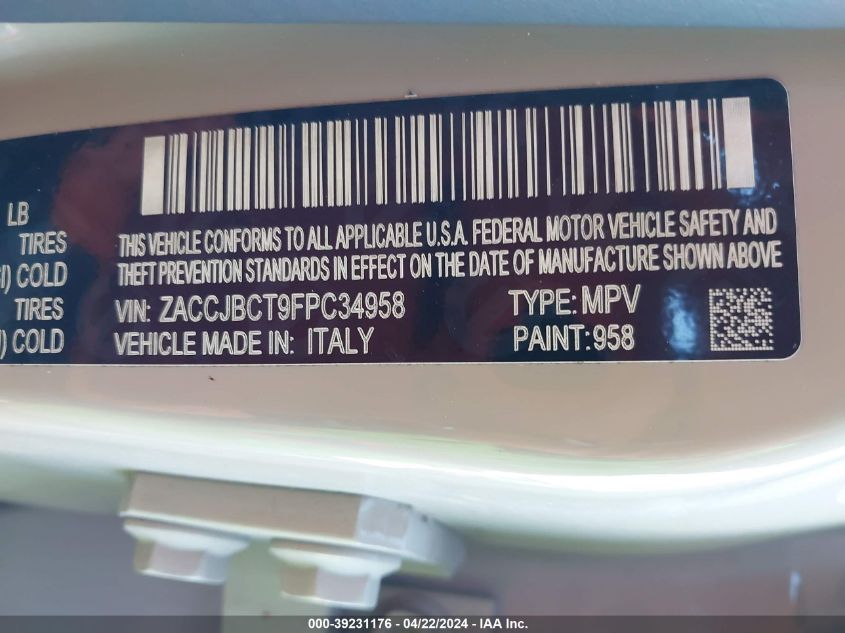 LB
TIRES
I) COLD
TIRES
) COLD
THIS VEHICLE CONFORMS TO ALL APPLICABLE U.S.A. FEDERAL MOTOR VEHICLE SAFETY AND
THEFT PREVENTION STANDARDS IN EFFECT ON THE DATE OF MANUFACTURE SHOWN ABOVE
VIN: ZACCJBCT9FPC34958 TYPE: MPV
VEHICLE MADE IN: ITALY PAINT: 958
000-39231176 / 04/22/2024 - IAA Inc.